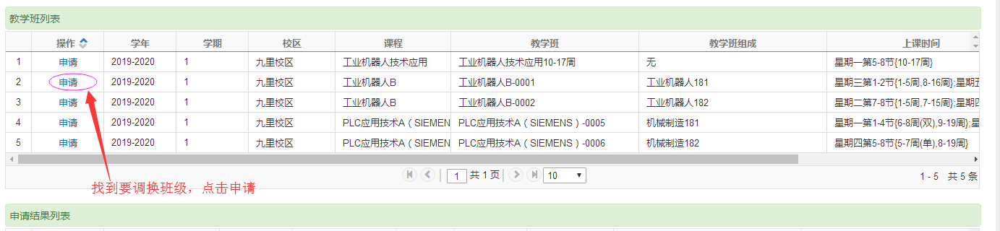 教学班列表
操作 学年 学期 校区 课程 教学班 教学班组成 上课时间
1 申请 2019-2020 1 九里校区 工业机器人技术应用 工业机器人技术应用10-17周 无 星期一第5-8节{10-17周}
2 申请 2019-2020 1 九里校区 工业机器人B 工业机器人B-0001 工业机器人181 星期三第1-2节{1-5周,8-16周};星期五
3 申请 2019-2020 1 九里校区 工业机器人B 工业机器人B-0002 工业机器人182 星期二第7-8节{1-5周,7-15周};星期四
4 申请 2019-2020 1 九里校区 PLC应用技术A（SIEMEN PLC应用技术A（SIEMENS）-0005 机械制造181 星期一第1-4节{6-8周(双),9-19周};星
5 申请 2019-2020 1 九里校区 PLC应用技术A（SIEMEN PLC应用技术A（SIEMENS）-0006 机械制造182 星期四第5-8节{5-7周(单),8-19周}
1 共 1 页 10 1 - 5 共 5 条
找到要调换班级，点击申请
申请结果列表